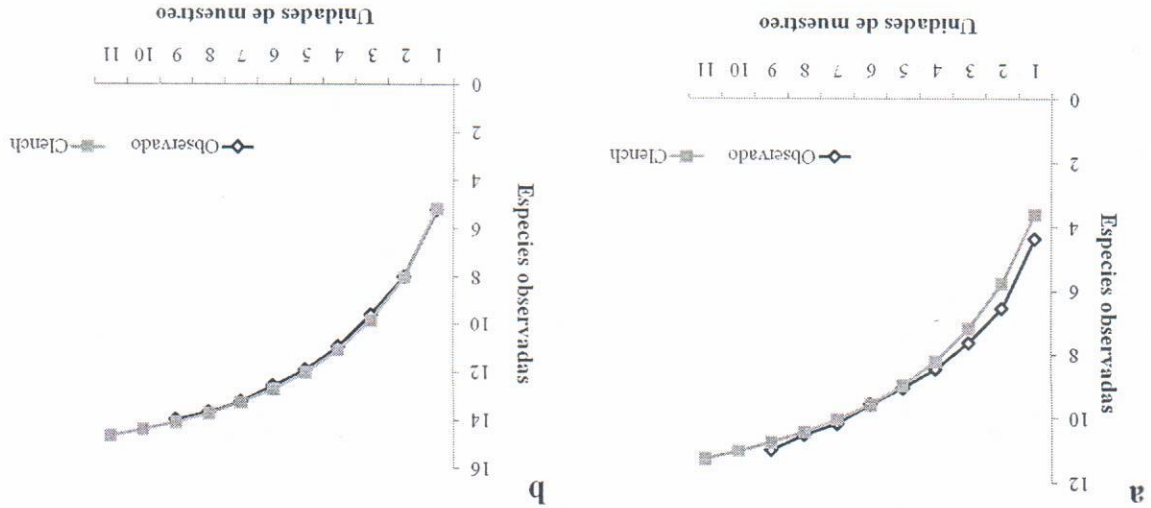 a
Especies observadas
12
10
8
6
4
2
0
Observado
Clench
1 2 3 4 5 6 7 8 9 10 11
Unidades de muestreo
b
Especies observadas
16
14
12
10
8
6
4
2
0
Observado
Clench
1 2 3 4 5 6 7 8 9 10 11
Unidades de muestreo